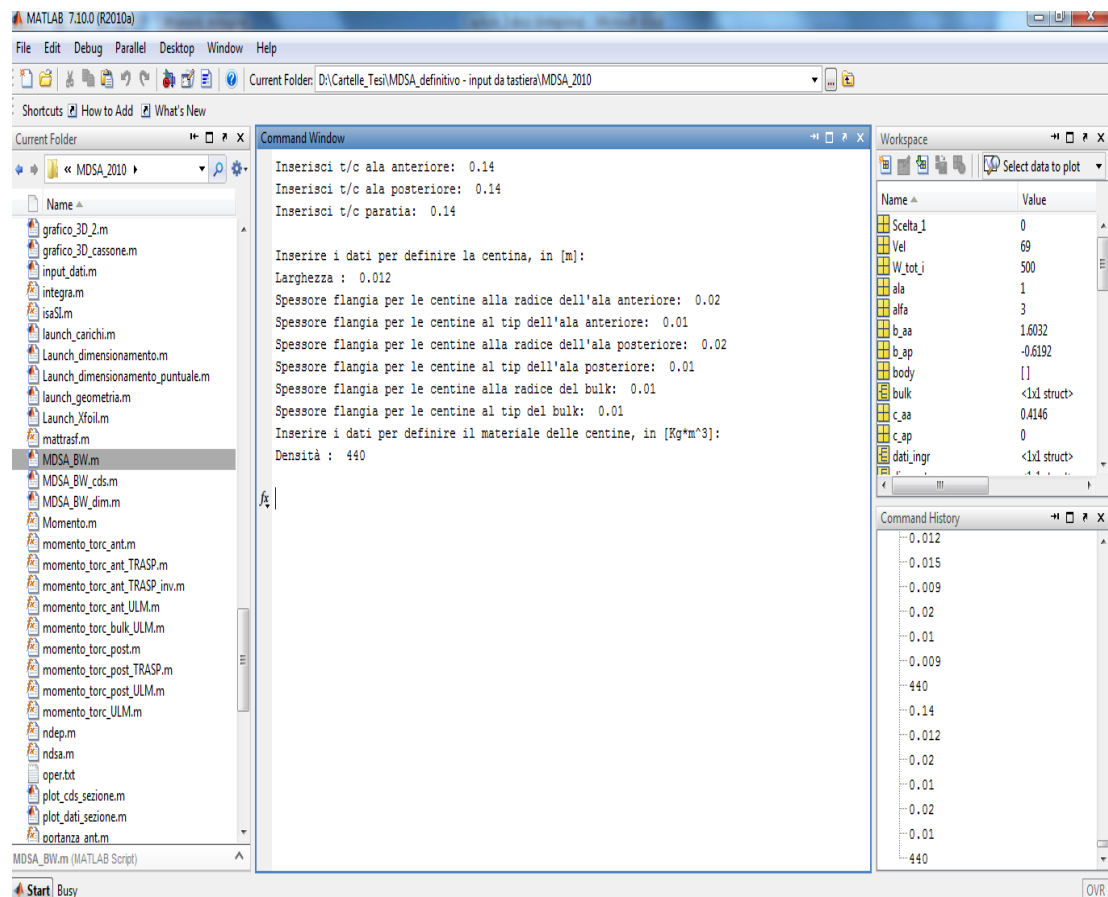 MATLAB 7.10.0 (R2010a)
File Edit Debug Parallel Desktop Window Help
Current Folder: D:\Cartelle_Tesi\MDSA_definitivo - input da tastiera\MDSA_2010
Shortcuts How to Add What's New
Current Folder
« MDSA_2010
Name
grafico_3D_2.m
grafico_3D_cassone.m
input_dati.m
integra.m
isaSI.m
launch_carichi.m
Launch_dimensionamento.m
Launch_dimensionamento_puntuale.m
launch_geometria.m
Launch_Xfoil.m
mattrasf.m
MDSA_BW.m
MDSA_BW_cds.m
MDSA_BW_dim.m
Momento.m
momento_torc_ant.m
momento_torc_ant_TRASP.m
momento_torc_ant_TRASP_inv.m
momento_torc_ant_ULM.m
momento_torc_bulk_ULM.m
momento_torc_post.m
momento_torc_post_TRASP.m
momento_torc_post_ULM.m
momento_torc_ULM.m
ndep.m
ndsa.m
oper.txt
plot_cds_sezione.m
plot_dati_sezione.m
portanza_ant.m
MDSA_BW.m (MATLAB Script)
Command Window
Inserisci t/c ala anteriore: 0.14
Inserisci t/c ala posteriore: 0.14
Inserisci t/c paratia: 0.14
Inserire i dati per definire la centina, in [m]:
Larghezza : 0.012
Spessore flangia per le centine alla radice dell'ala anteriore: 0.02
Spessore flangia per le centine al tip dell'ala anteriore: 0.01
Spessore flangia per le centine alla radice dell'ala posteriore: 0.02
Spessore flangia per le centine al tip dell'ala posteriore: 0.01
Spessore flangia per le centine alla radice del bulk: 0.01
Spessore flangia per le centine al tip del bulk: 0.01
Inserire i dati per definire il materiale delle centine, in [Kg*m^3]:
Densità : 440
fx
Workspace
Select data to plot
Name Value
Scelta_1 0
Vel 69
W_tot_i 500
ala 1
alfa 3
b_aa 1.6032
b_ap -0.6192
body []
bulk <1x1 struct>
c_aa 0.4146
c_ap 0
dati_ingr <1x1 struct>
Command History
0.012
0.015
0.009
0.02
0.01
0.009
440
0.14
0.012
0.02
0.01
0.02
0.01
440
Start Busy
OVR